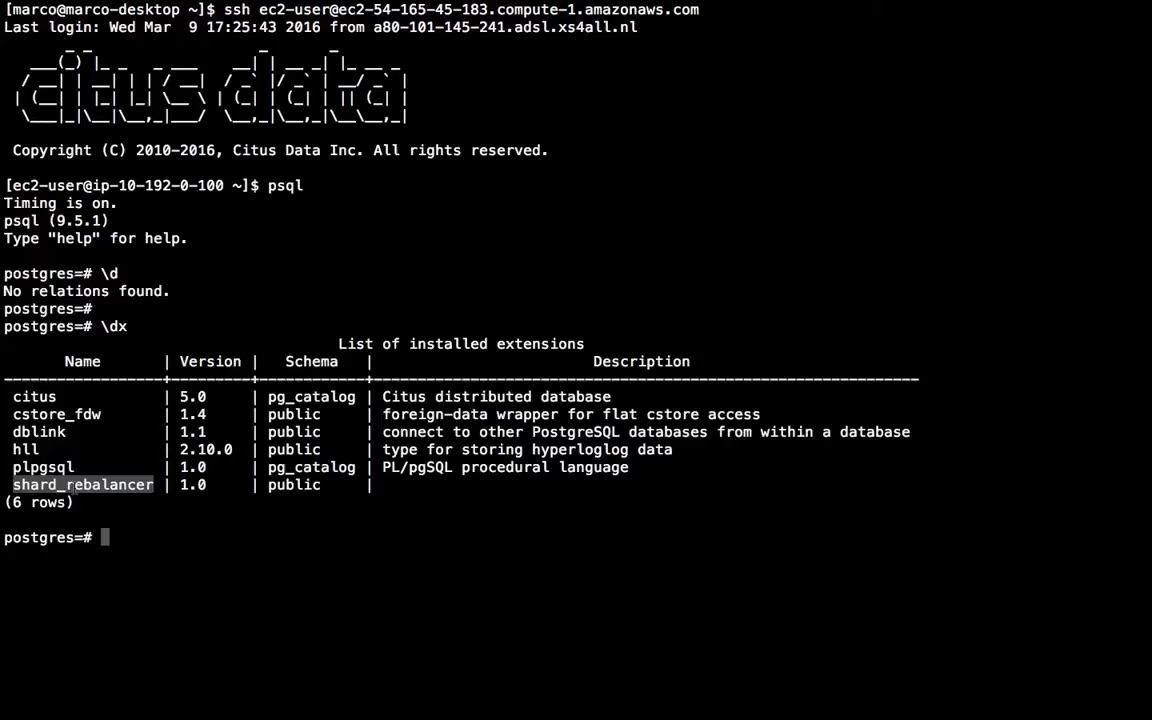 [marco@marco-desktop ~]$ ssh ec2-user@ec2-54-165-45-183.compute-1.amazonaws.com
Last login: Wed Mar  9 17:25:43 2016 from a80-101-145-241.adsl.xs4all.nl
citus data
Copyright (C) 2010-2016, Citus Data Inc. All rights reserved.
[ec2-user@ip-10-192-0-100 ~]$ psql
Timing is on.
psql (9.5.1)
Type "help" for help.
postgres=# \d
No relations found.
postgres=#
postgres=# \dx
List of installed extensions
Name | Version | Schema | Description
citus | 5.0 | pg_catalog | Citus distributed database
cstore_fdw | 1.4 | public | foreign-data wrapper for flat cstore access
dblink | 1.1 | public | connect to other PostgreSQL databases from within a database
hll | 2.10.0 | public | type for storing hyperloglog data
plpgsql | 1.0 | pg_catalog | PL/pgSQL procedural language
shard_rebalancer | 1.0 | public |
(6 rows)
postgres=#